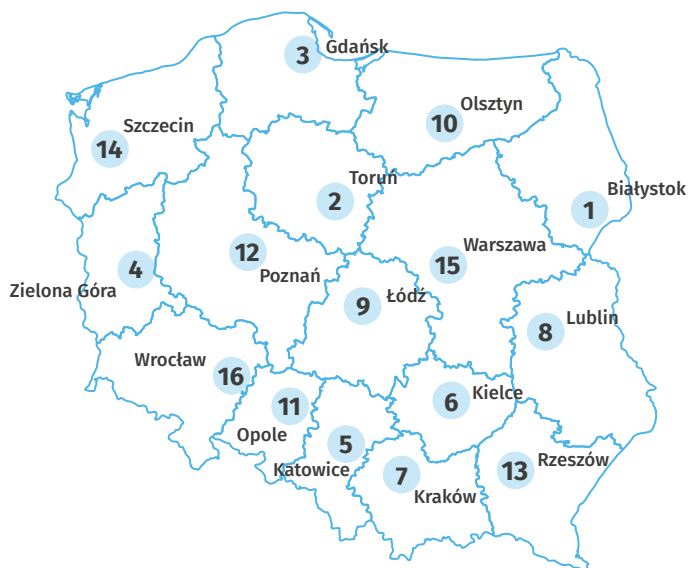 3
Gdańsk
Olsztyn
10
Szczecin
14
Toruń
2
Białystok
1
12
Poznań
Warszawa
15
4
Zielona Góra
9
Łódź
8
Lublin
Wrocław
16
11
Opole
6
Kielce
5
Katowice
7
Kraków
13
Rzeszów